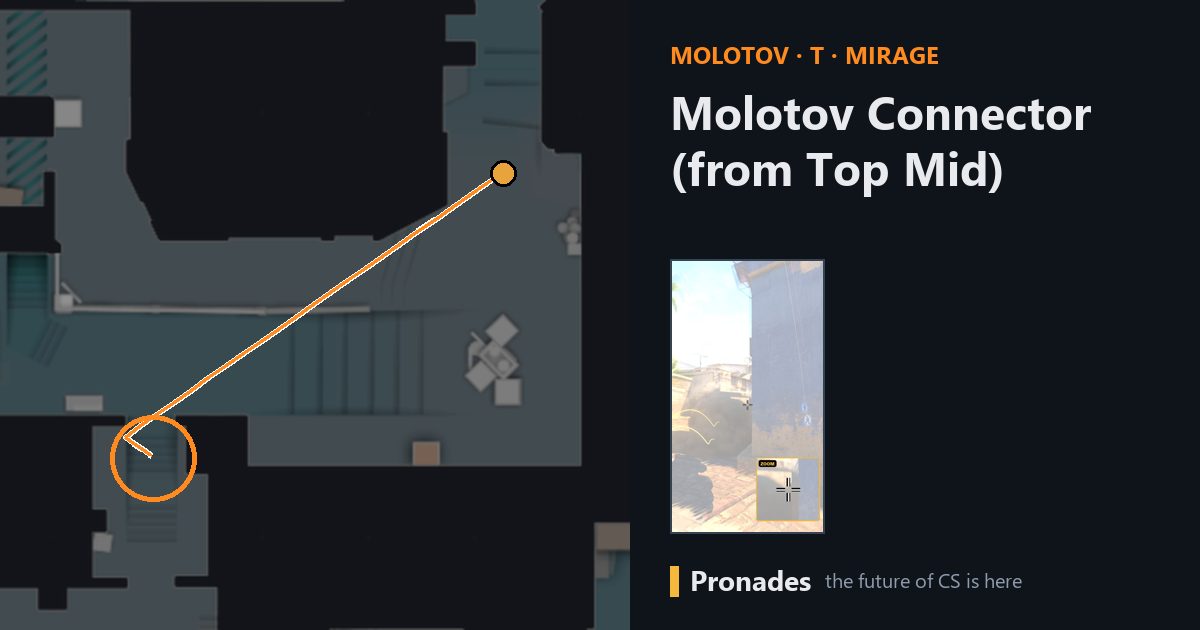 MOLOTOV · T · MIRAGE
Molotov Connector
(from Top Mid)
ZOOM
Pronades the future of CS is here